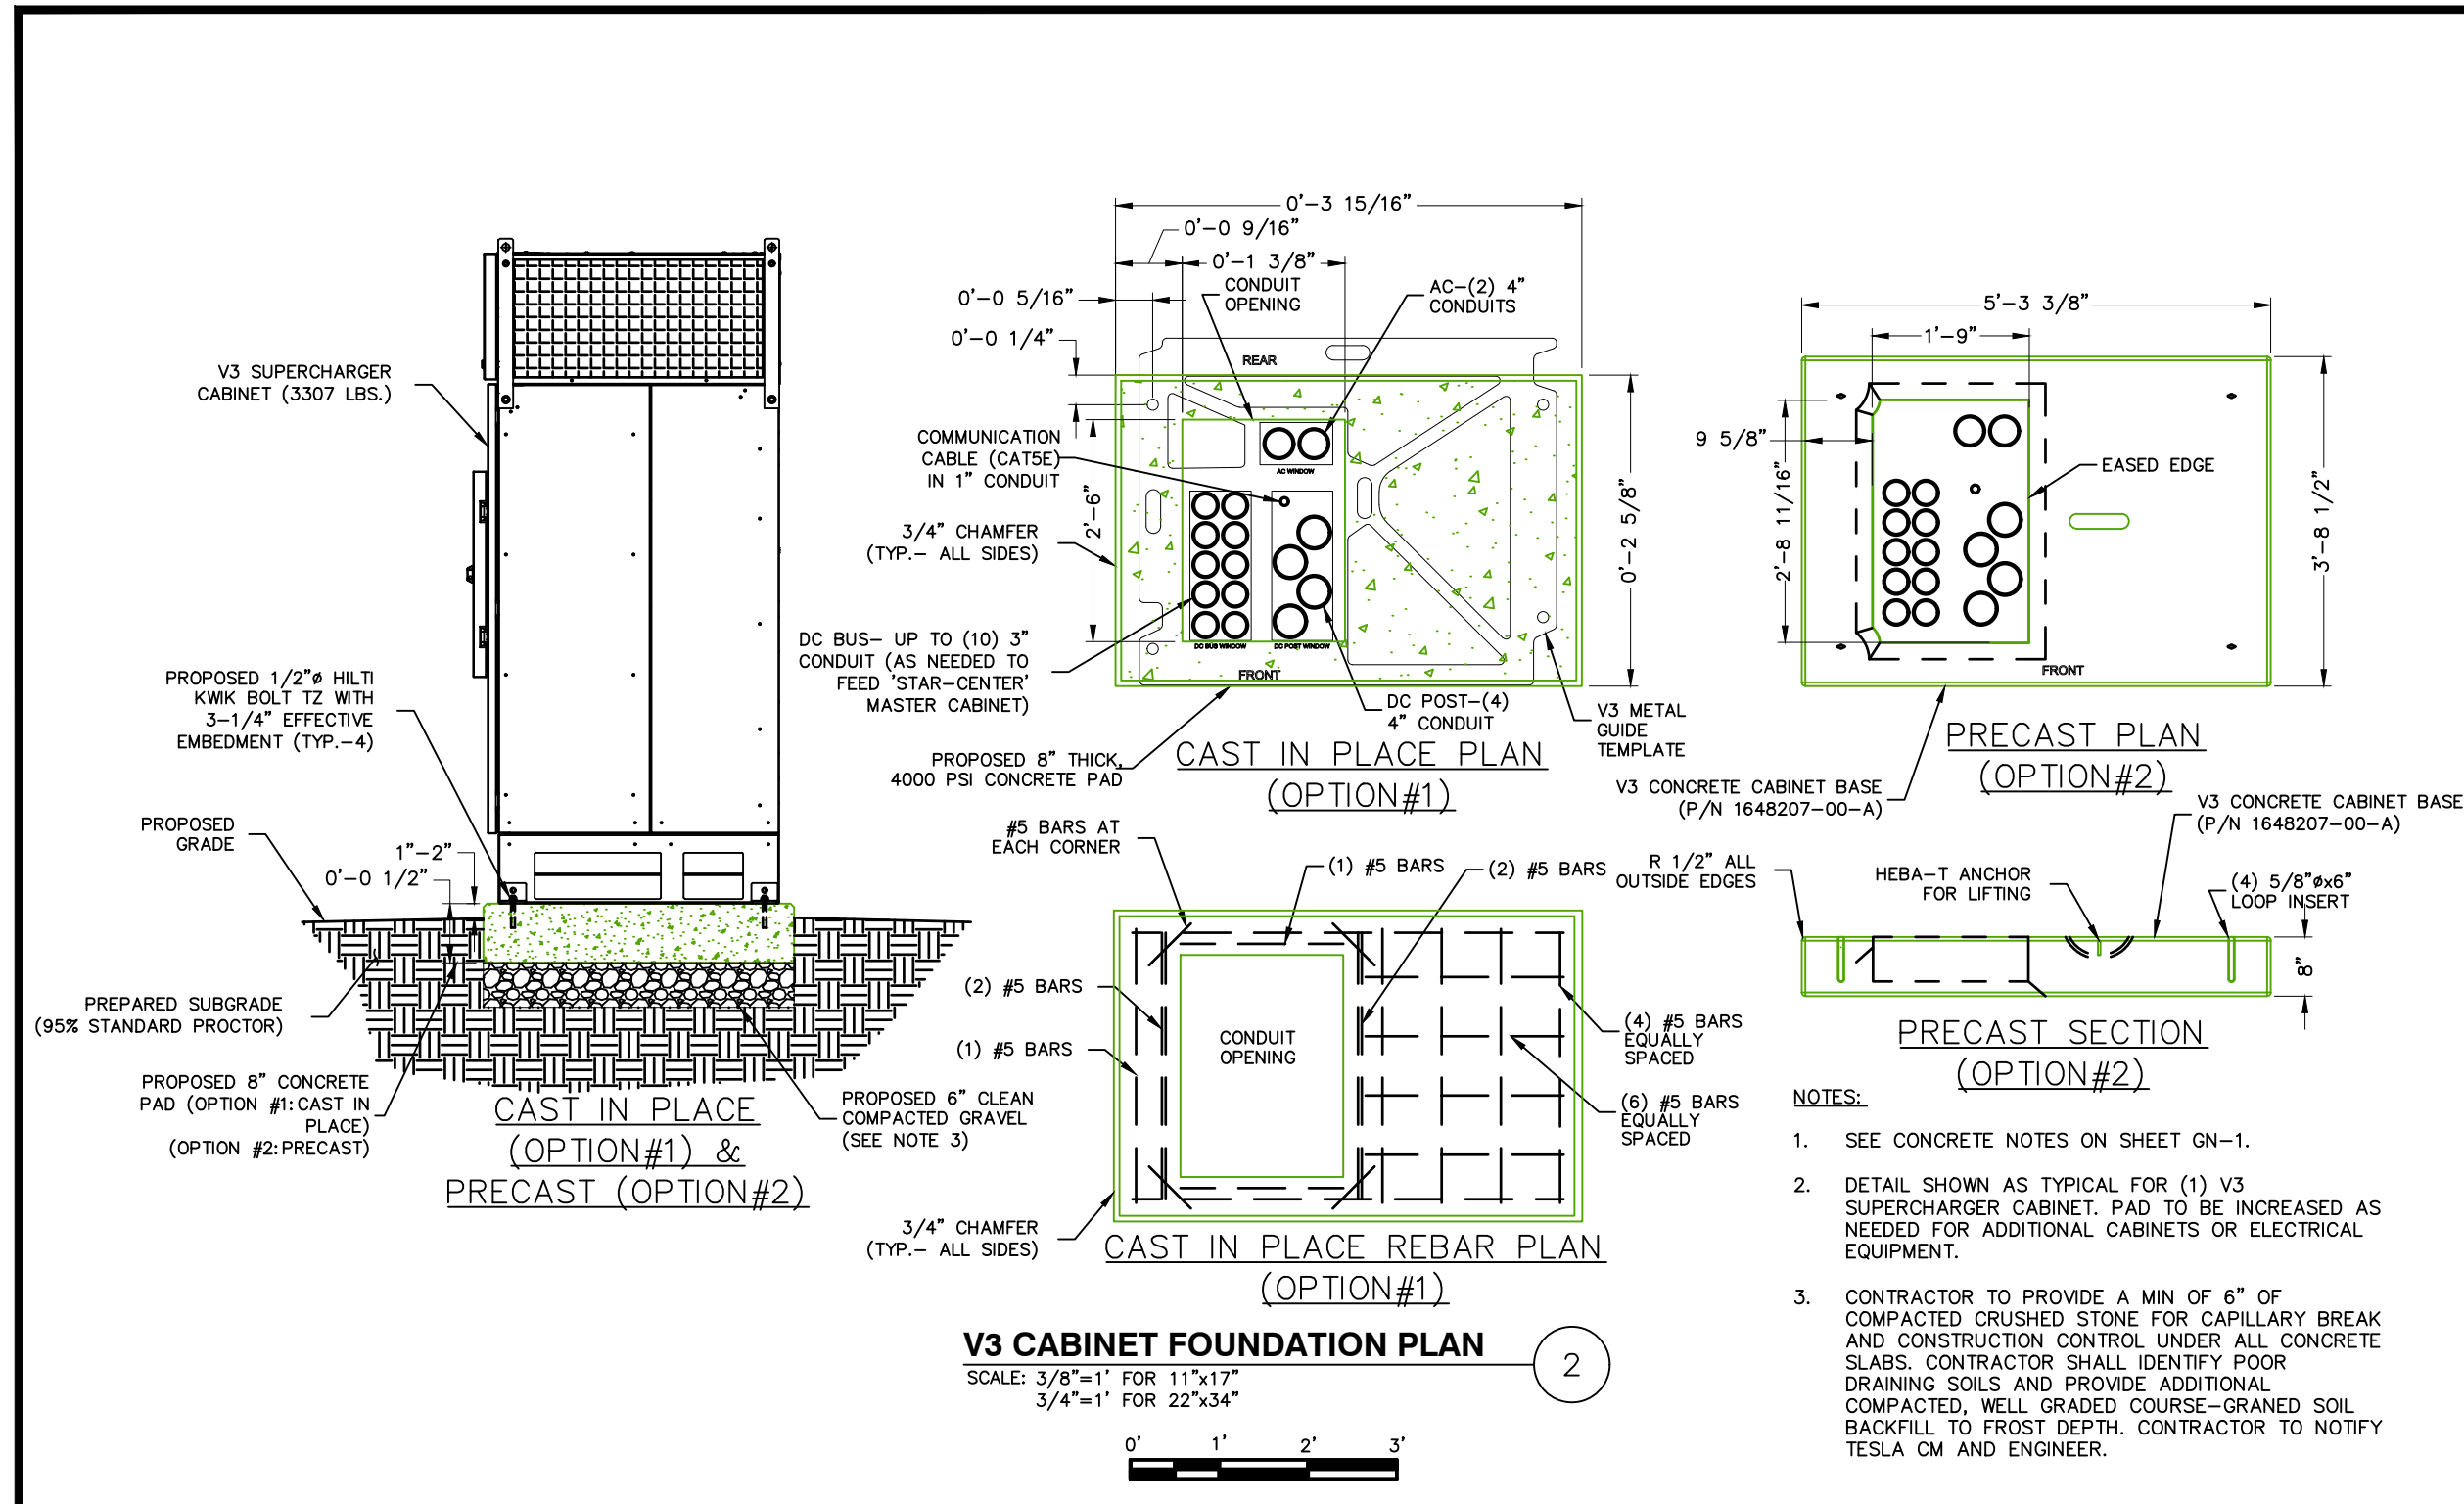 V3 SUPERCHARGER
CABINET (3307 LBS.)
PROPOSED 1/2"ø HILTI
KWIK BOLT TZ WITH
3-1/4" EFFECTIVE
EMBEDMENT (TYP.-4)
PROPOSED
GRADE
1"-2"
0'-0 1/2"
PREPARED SUBGRADE
(95% STANDARD PROCTOR)
PROPOSED 8" CONCRETE
PAD (OPTION #1: CAST IN
PLACE)
(OPTION #2: PRECAST)
PROPOSED 6" CLEAN
COMPACTED GRAVEL
(SEE NOTE 3)
CAST IN PLACE
(OPTION#1) &
PRECAST (OPTION#2)
0'-3 15/16"
0'-0 9/16"
0'-1 3/8"
0'-0 5/16"
0'-0 1/4"
CONDUIT
OPENING
AC-(2) 4"
CONDUITS
REAR
COMMUNICATION
CABLE (CAT5E)
IN 1" CONDUIT
AC WINDOW
2'-6"
0'-2 5/8"
3/4" CHAMFER
(TYP.- ALL SIDES)
DC BUS- UP TO (10) 3"
CONDUIT (AS NEEDED TO
FEED 'STAR-CENTER'
MASTER CABINET)
DC BUS WINDOW
DC POST WINDOW
FRONT
DC POST-(4)
4" CONDUIT
V3 METAL
GUIDE
TEMPLATE
PROPOSED 8" THICK,
4000 PSI CONCRETE PAD
CAST IN PLACE PLAN
(OPTION#1)
5'-3 3/8"
1'-9"
9 5/8"
2'-8 11/16"
3'-8 1/2"
EASED EDGE
FRONT
PRECAST PLAN
(OPTION#2)
V3 CONCRETE CABINET BASE
(P/N 1648207-00-A)
#5 BARS AT
EACH CORNER
(1) #5 BARS
(2) #5 BARS
(2) #5 BARS
(1) #5 BARS
CONDUIT
OPENING
(4) #5 BARS
EQUALLY
SPACED
(6) #5 BARS
EQUALLY
SPACED
3/4" CHAMFER
(TYP.- ALL SIDES)
CAST IN PLACE REBAR PLAN
(OPTION#1)
V3 CONCRETE CABINET BASE
(P/N 1648207-00-A)
R 1/2" ALL
OUTSIDE EDGES
HEBA-T ANCHOR
FOR LIFTING
(4) 5/8"øx6"
LOOP INSERT
8"
PRECAST SECTION
(OPTION#2)
NOTES:
1. SEE CONCRETE NOTES ON SHEET GN-1.
2. DETAIL SHOWN AS TYPICAL FOR (1) V3
SUPERCHARGER CABINET. PAD TO BE INCREASED AS
NEEDED FOR ADDITIONAL CABINETS OR ELECTRICAL
EQUIPMENT.
3. CONTRACTOR TO PROVIDE A MIN OF 6" OF
COMPACTED CRUSHED STONE FOR CAPILLARY BREAK
AND CONSTRUCTION CONTROL UNDER ALL CONCRETE
SLABS. CONTRACTOR SHALL IDENTIFY POOR
DRAINING SOILS AND PROVIDE ADDITIONAL
COMPACTED, WELL GRADED COURSE-GRANED SOIL
BACKFILL TO FROST DEPTH. CONTRACTOR TO NOTIFY
TESLA CM AND ENGINEER.
V3 CABINET FOUNDATION PLAN
2
SCALE: 3/8"=1' FOR 11"x17"
3/4"=1' FOR 22"x34"
0' 1' 2' 3'